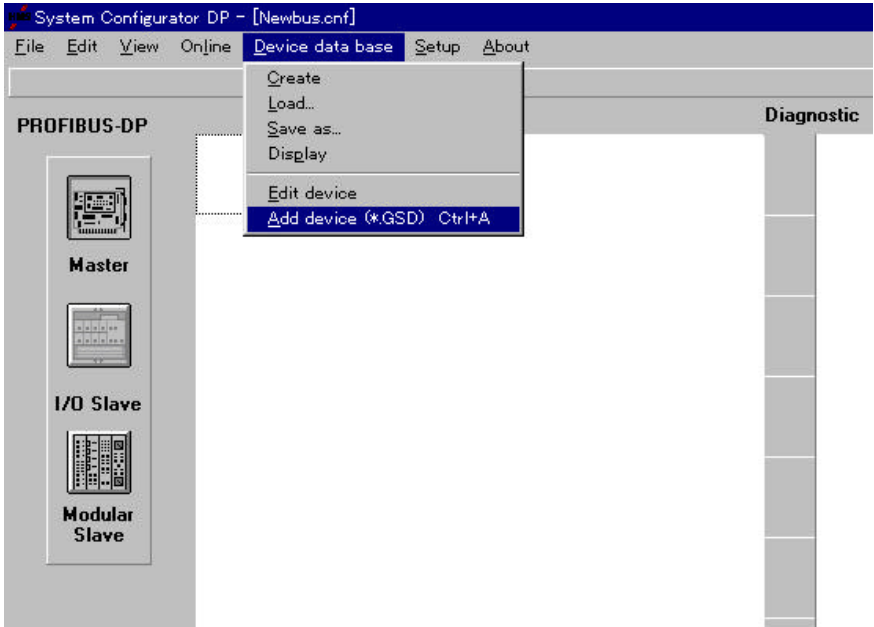 System Configurator DP - [Newbus.cnf]
File Edit View Online Device data base Setup About
Create
Load...
Save as...
Display
Edit device
Add device (*.GSD) Ctrl+A
PROFIBUS-DP
Diagnostic
Master
I/O Slave
Modular
Slave